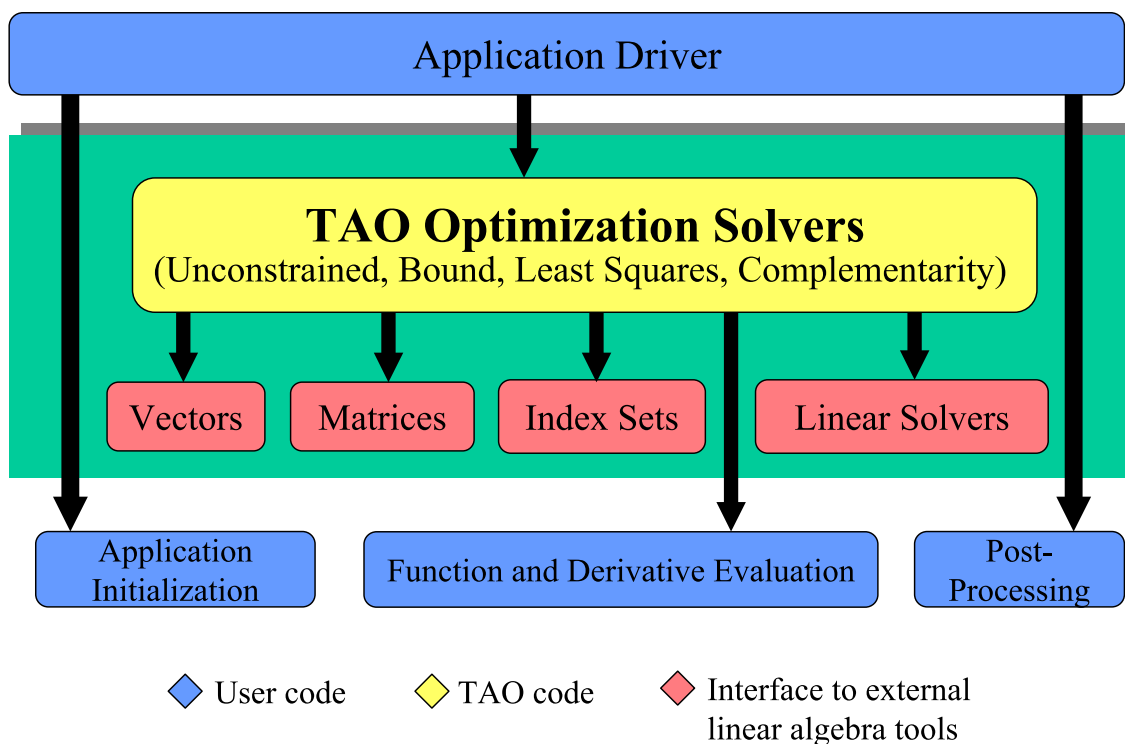 Application Driver
TAO Optimization Solvers
(Unconstrained, Bound, Least Squares, Complementarity)
Vectors
Matrices
Index Sets
Linear Solvers
Application
Initialization
Function and Derivative Evaluation
Post-
Processing
User code
TAO code
Interface to external
linear algebra tools